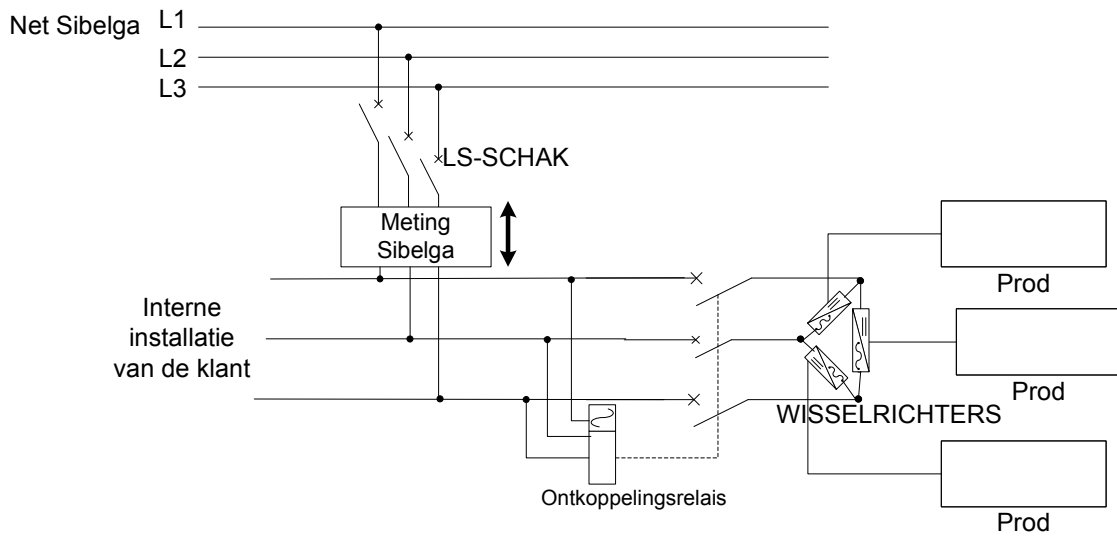 Net Sibelga
L1
L2
L3
LS-SCHAK
Meting
Sibelga
Prod
Interne
installatie
van de klant
Prod
WISSELRICHTERS
Ontkoppelingsrelais
Prod